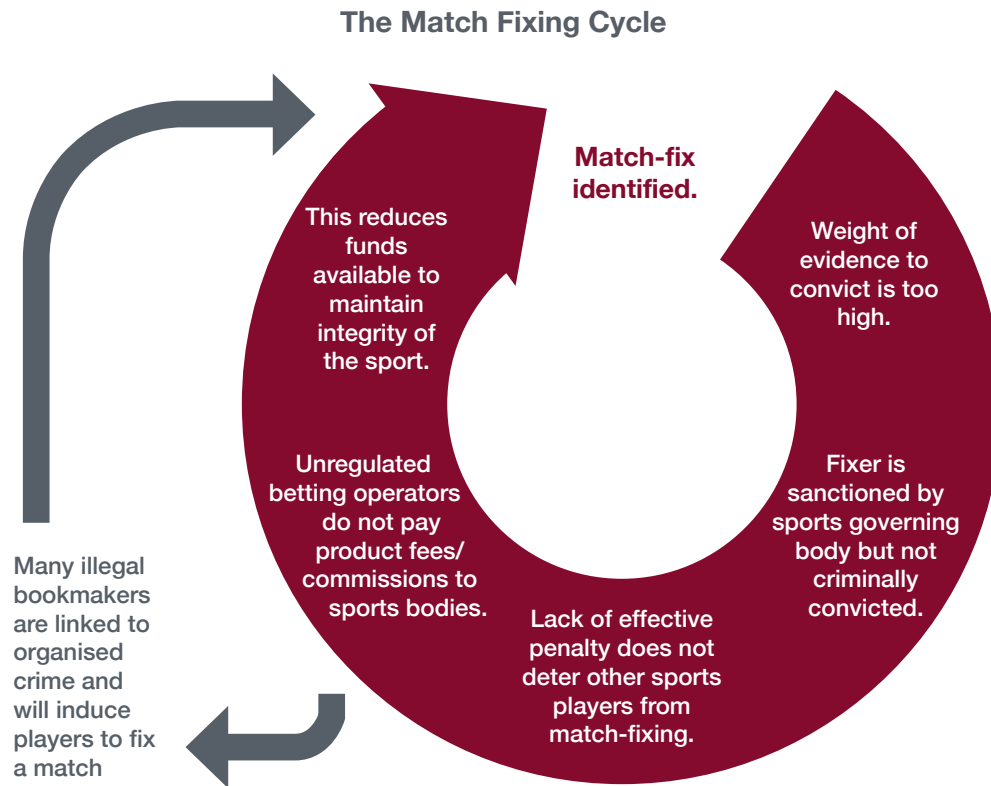 The Match Fixing Cycle
Match-fix
identified.
Weight of
evidence to
convict is too
high.
Fixer is
sanctioned by
sports governing
body but not
criminally
convicted.
Lack of effective
penalty does not
deter other sports
players from
match-fixing.
Unregulated
betting operators
do not pay
product fees/
commissions to
sports bodies.
This reduces
funds
available to
maintain
integrity of
the sport.
Many illegal
bookmakers
are linked to
organised
crime and
will induce
players to fix
a match